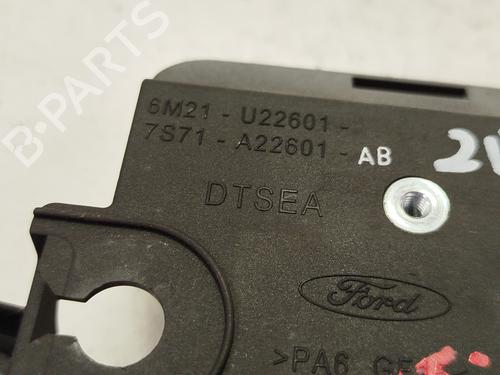 B-PARTS
6M21 - U22601 -
7S71 - A22601 - AB
DTSEA
Ford
>PA6